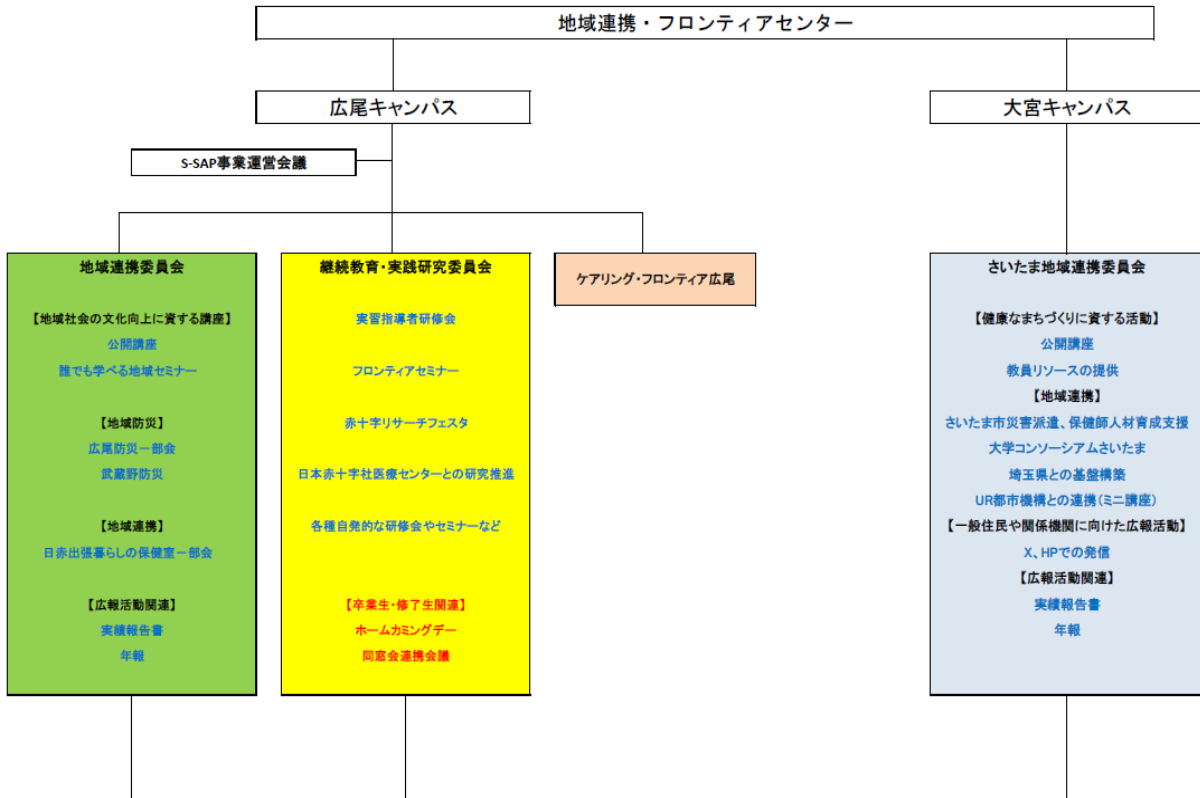 地域連携・フロンティアセンター
広尾キャンパス
大宮キャンパス
S-SAP事業運営会議
地域連携委員会
【地域社会の文化向上に資する講座】
公開講座
誰でも学べる地域セミナー
【地域防災】
広尾防災－部会
武蔵野防災
【地域連携】
日赤出張暮らしの保健室－部会
【広報活動関連】
実績報告書
年報
継続教育・実践研究委員会
実習指導者研修会
フロンティアセミナー
赤十字リサーチフェスタ
日本赤十字社医療センターとの研究推進
各種自発的な研修会やセミナーなど
【卒業生・修了生関連】
ホームカミングデー
同窓会連携会議
ケアリング・フロンティア広尾
さいたま地域連携委員会
【健康なまちづくりに資する活動】
公開講座
教員リソースの提供
【地域連携】
さいたま市災害派遣、保健師人材育成支援
大学コンソーシアムさいたま
埼玉県との基盤構築
UR都市機構との連携（ミニ講座）
【一般住民や関係機関に向けた広報活動】
X、HPでの発信
【広報活動関連】
実績報告書
年報